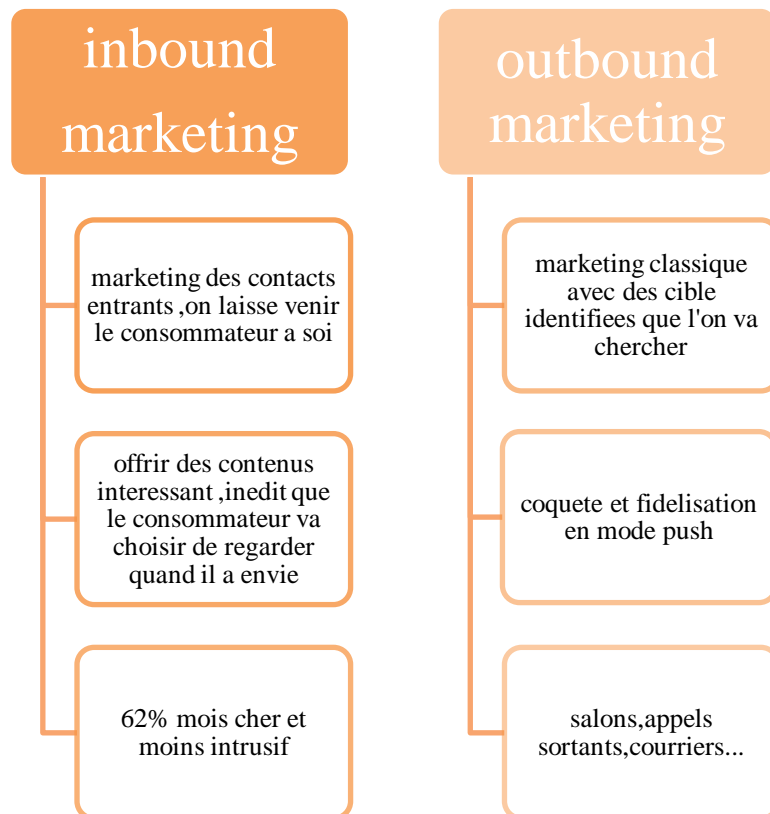 inbound
marketing
marketing des contacts
entrants ,on laisse venir
le consommateur a soi
offrir des contenus
interessant ,inedit que
le consommateur va
choisir de regarder
quand il a envie
62% mois cher et
moins intrusif
outbound
marketing
marketing classique
avec des cible
identifiees que l'on va
chercher
coquete et fidelisation
en mode push
salons,appels
sortants,courriers...